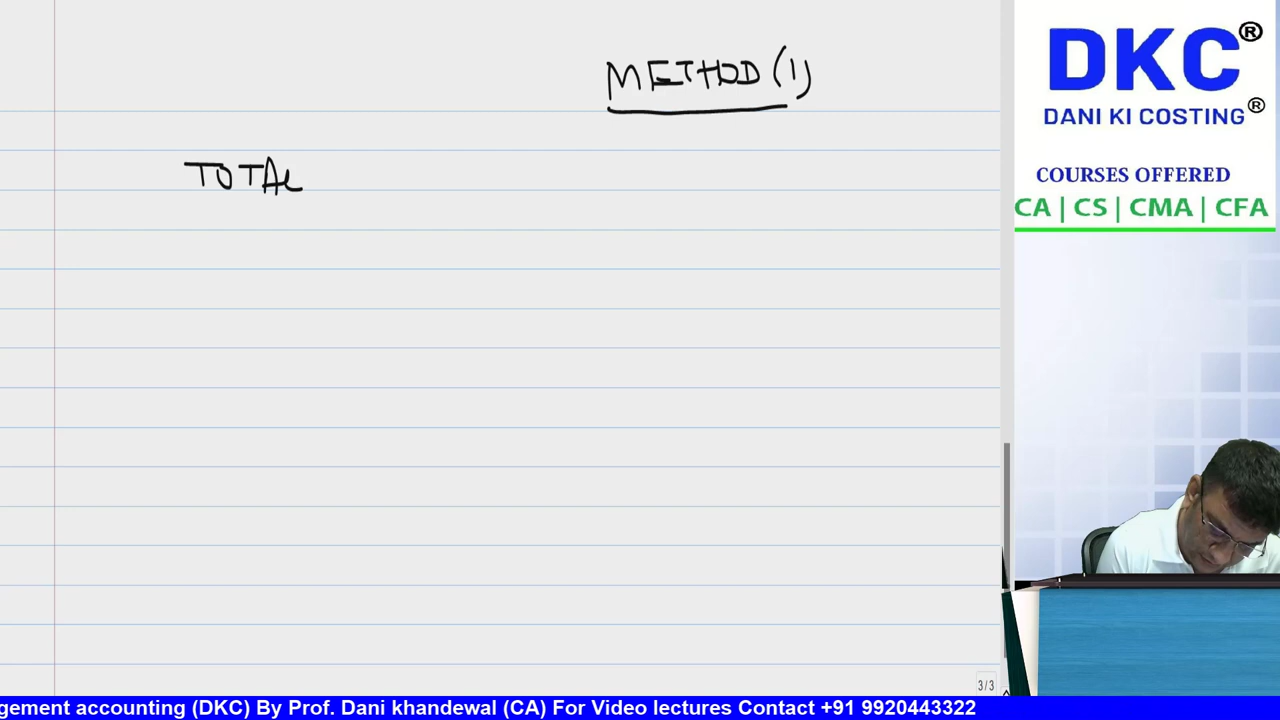 METHOD (1)
TOTAL
3/3
DKC®
DANI KI COSTING®
COURSES OFFERED
CA | CS | CMA | CFA
gement accounting (DKC) By Prof. Dani khandewal (CA) For Video lectures Contact +91 9920443322